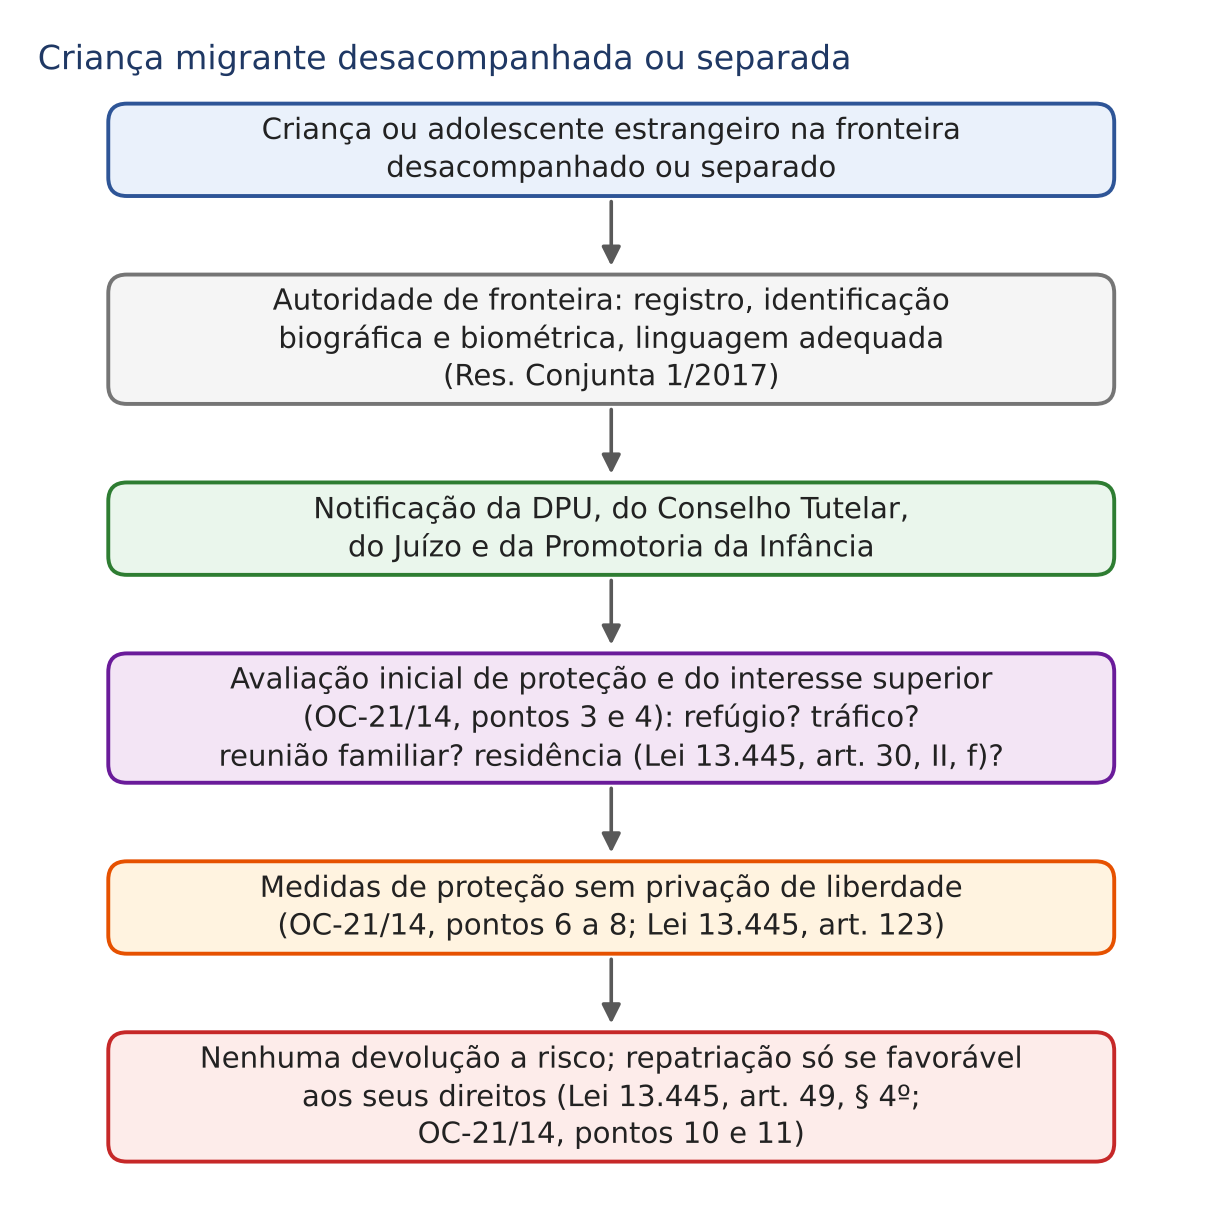 Criança migrante desacompanhada ou separada
Criança ou adolescente estrangeiro na fronteira
desacompanhado ou separado
Autoridade de fronteira: registro, identificação
biográfica e biométrica, linguagem adequada
(Res. Conjunta 1/2017)
Notificação da DPU, do Conselho Tutelar,
do Juízo e da Promotoria da Infância
Avaliação inicial de proteção e do interesse superior
(OC-21/14, pontos 3 e 4): refúgio? tráfico?
reunião familiar? residência (Lei 13.445, art. 30, II, f)?
Medidas de proteção sem privação de liberdade
(OC-21/14, pontos 6 a 8; Lei 13.445, art. 123)
Nenhuma devolução a risco; repatriação só se favorável
aos seus direitos (Lei 13.445, art. 49, § 4º;
OC-21/14, pontos 10 e 11)